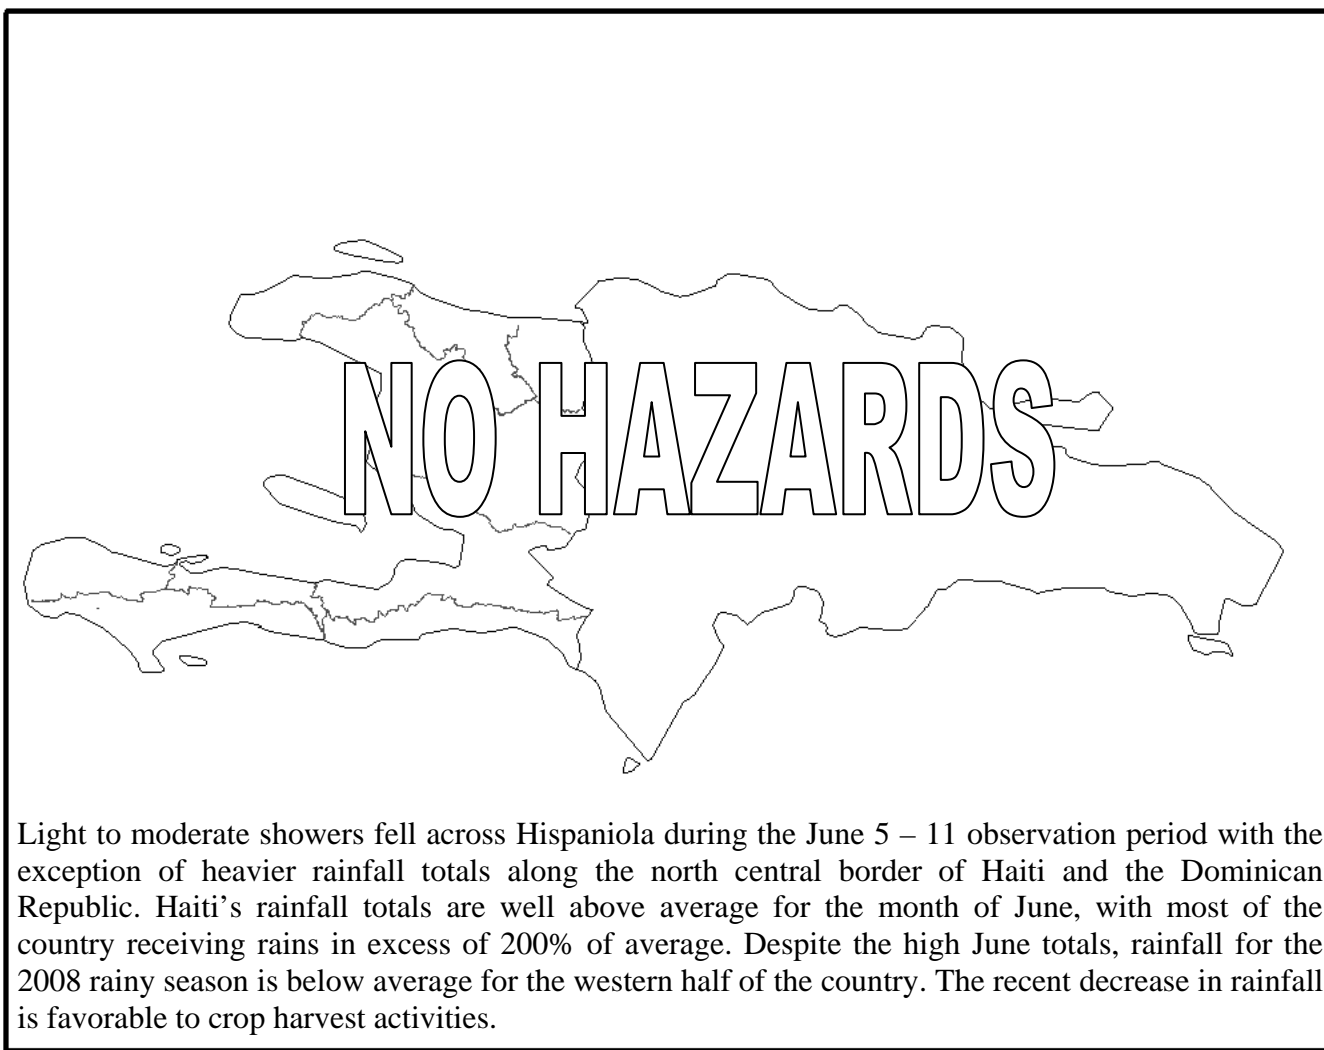 NO HAZARDS
Light to moderate showers fell across Hispaniola during the June 5 – 11 observation period with the
exception of heavier rainfall totals along the north central border of Haiti and the Dominican
Republic. Haiti’s rainfall totals are well above average for the month of June, with most of the
country receiving rains in excess of 200% of average. Despite the high June totals, rainfall for the
2008 rainy season is below average for the western half of the country. The recent decrease in rainfall
is favorable to crop harvest activities.